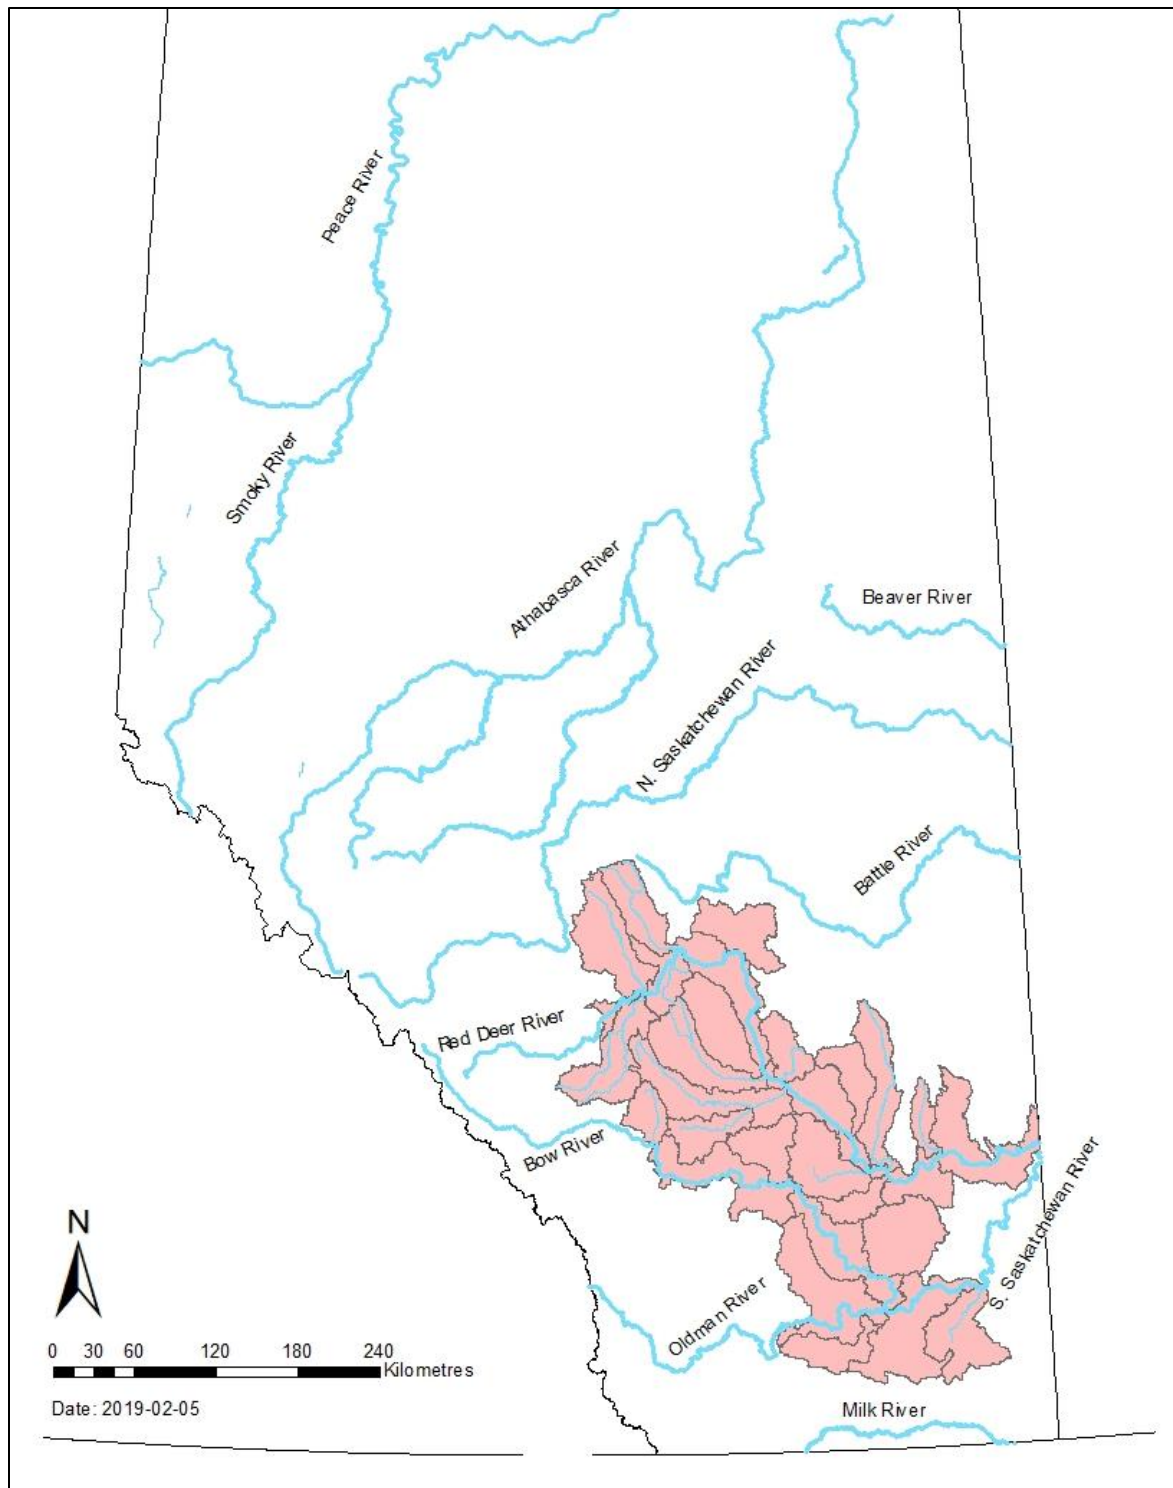 Peace River
Smoky River
Athabasca River
Beaver River
N. Saskatchewan River
Battle River
Red Deer River
Bow River
S. Saskatchewan River
Oldman River
N
0 30 60 120 180 240
Kilometres
Date: 2019-02-05
Milk River